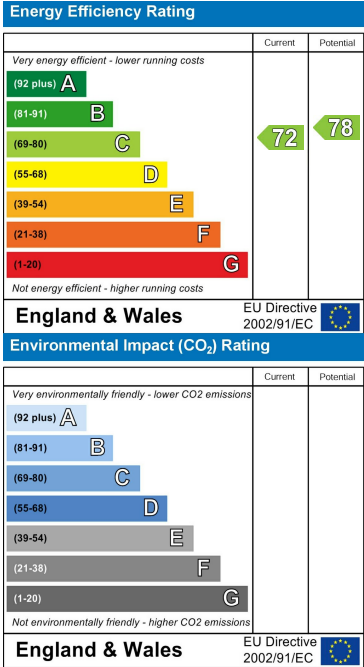 Energy Efficiency Rating
Current Potential
Very energy efficient - lower running costs
(92 plus) A
(81-91) B
(69-80) C
72 78
(55-68) D
(39-54) E
(21-38) F
(1-20) G
Not energy efficient - higher running costs
England & Wales
EU Directive
2002/91/EC
Environmental Impact (CO₂) Rating
Current Potential
Very environmentally friendly - lower CO2 emissions
(92 plus) A
(81-91) B
(69-80) C
(55-68) D
(39-54) E
(21-38) F
(1-20) G
Not environmentally friendly - higher CO2 emissions
England & Wales
EU Directive
2002/91/EC